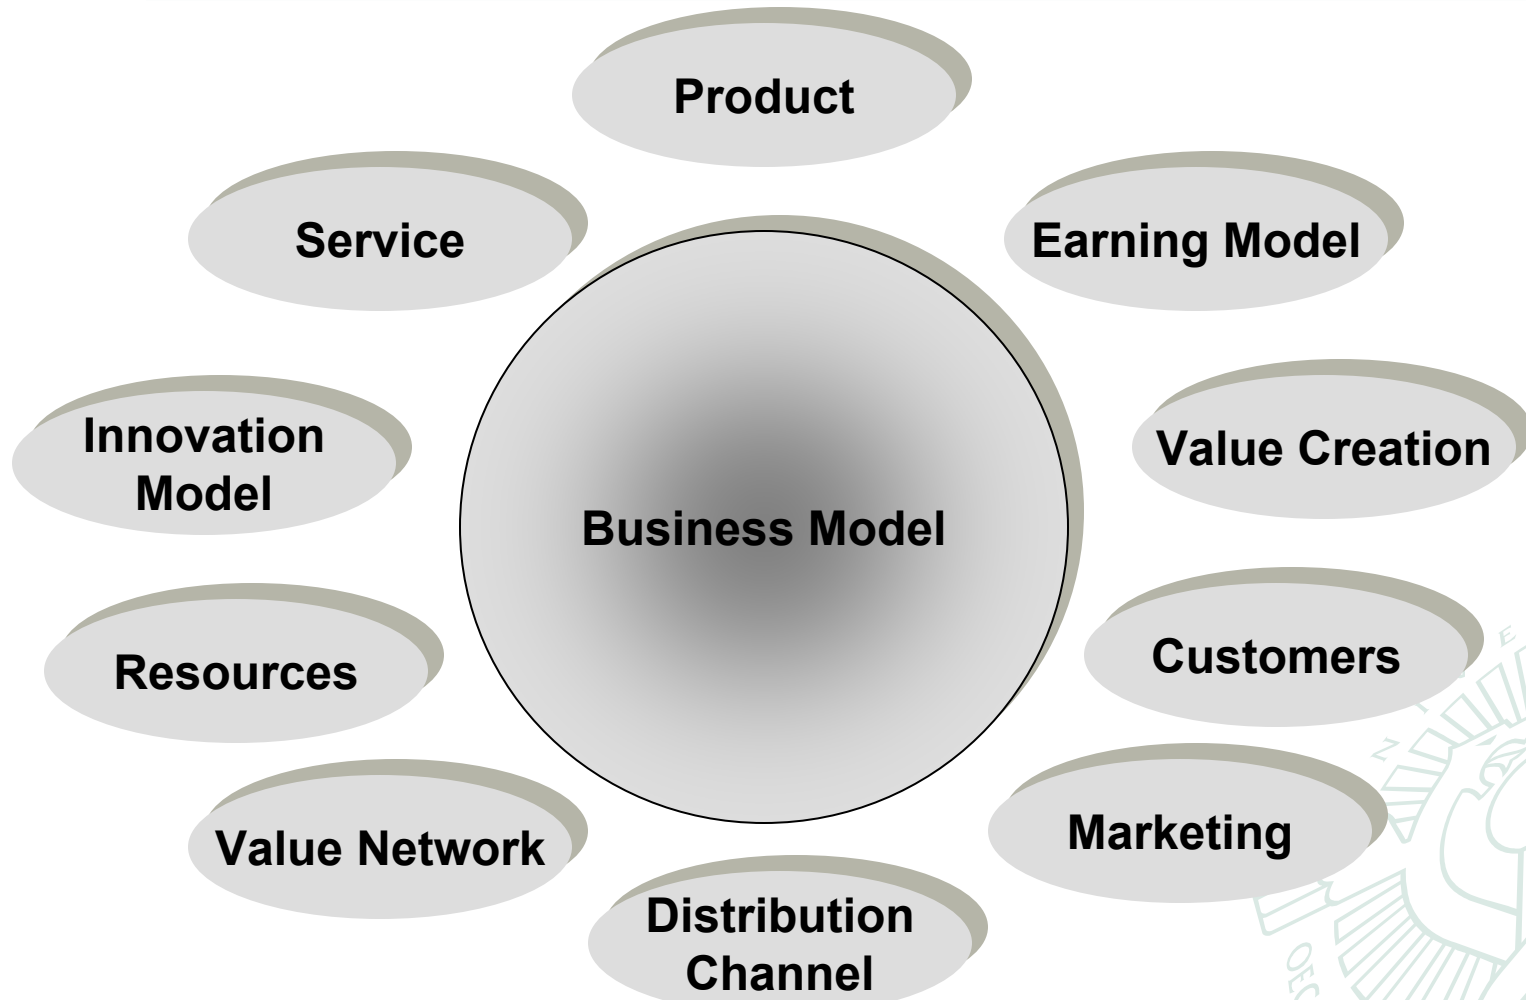 Product
Service
Earning Model
Innovation
Model
Value Creation
Business Model
Resources
Customers
Value Network
Marketing
Distribution
Channel